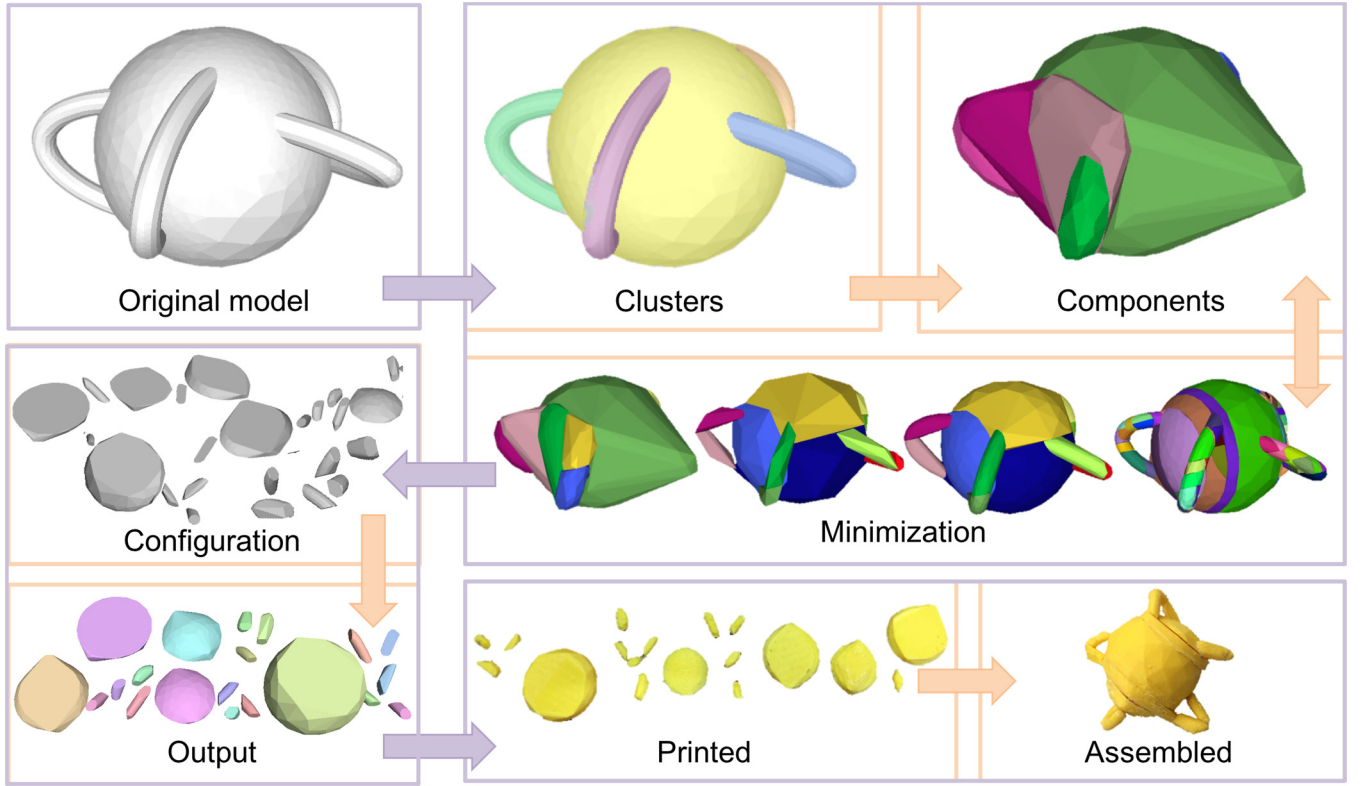 Original model
Clusters
Components
Configuration
Minimization
Output
Printed
Assembled